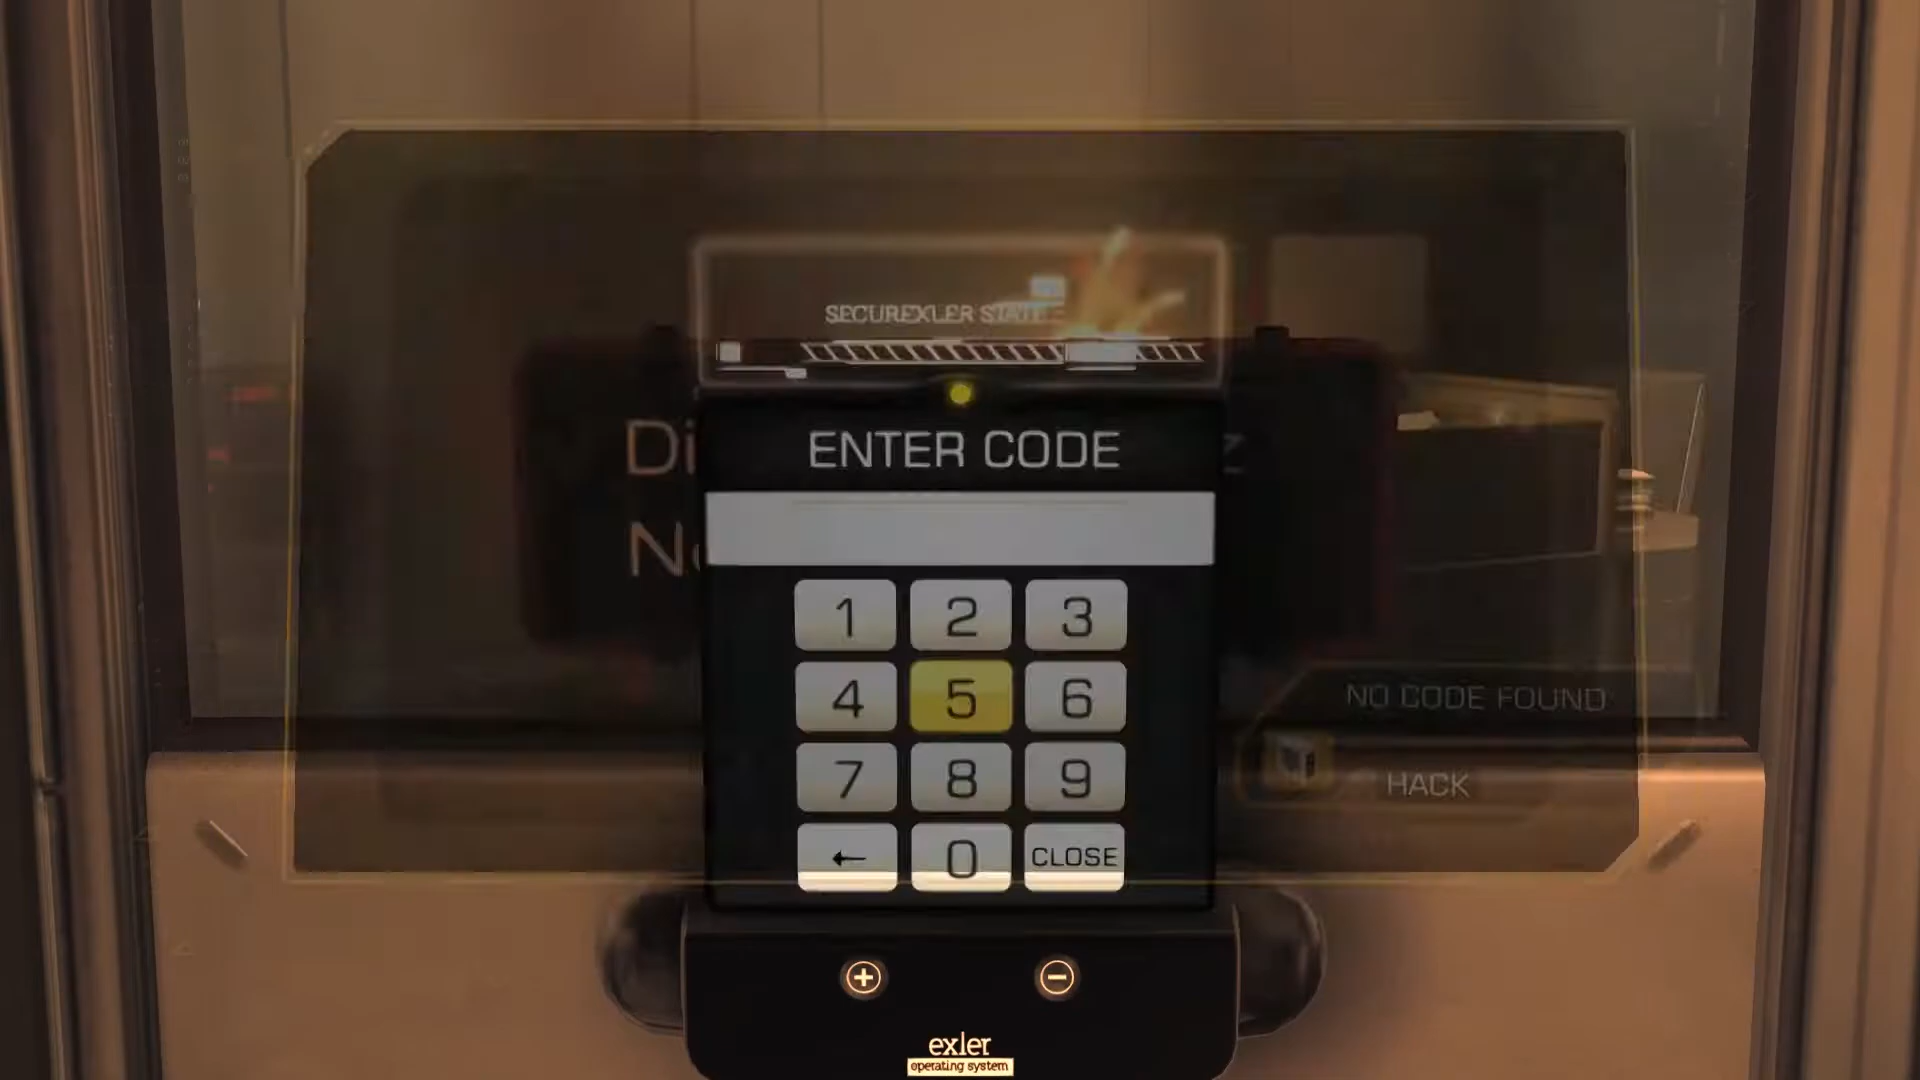 SECUREXLER STATE
ENTER CODE
1 2 3
4 5 6
NO CODE FOUND
7 8 9
HACK
← 0 CLOSE
+ −
exler
operating system